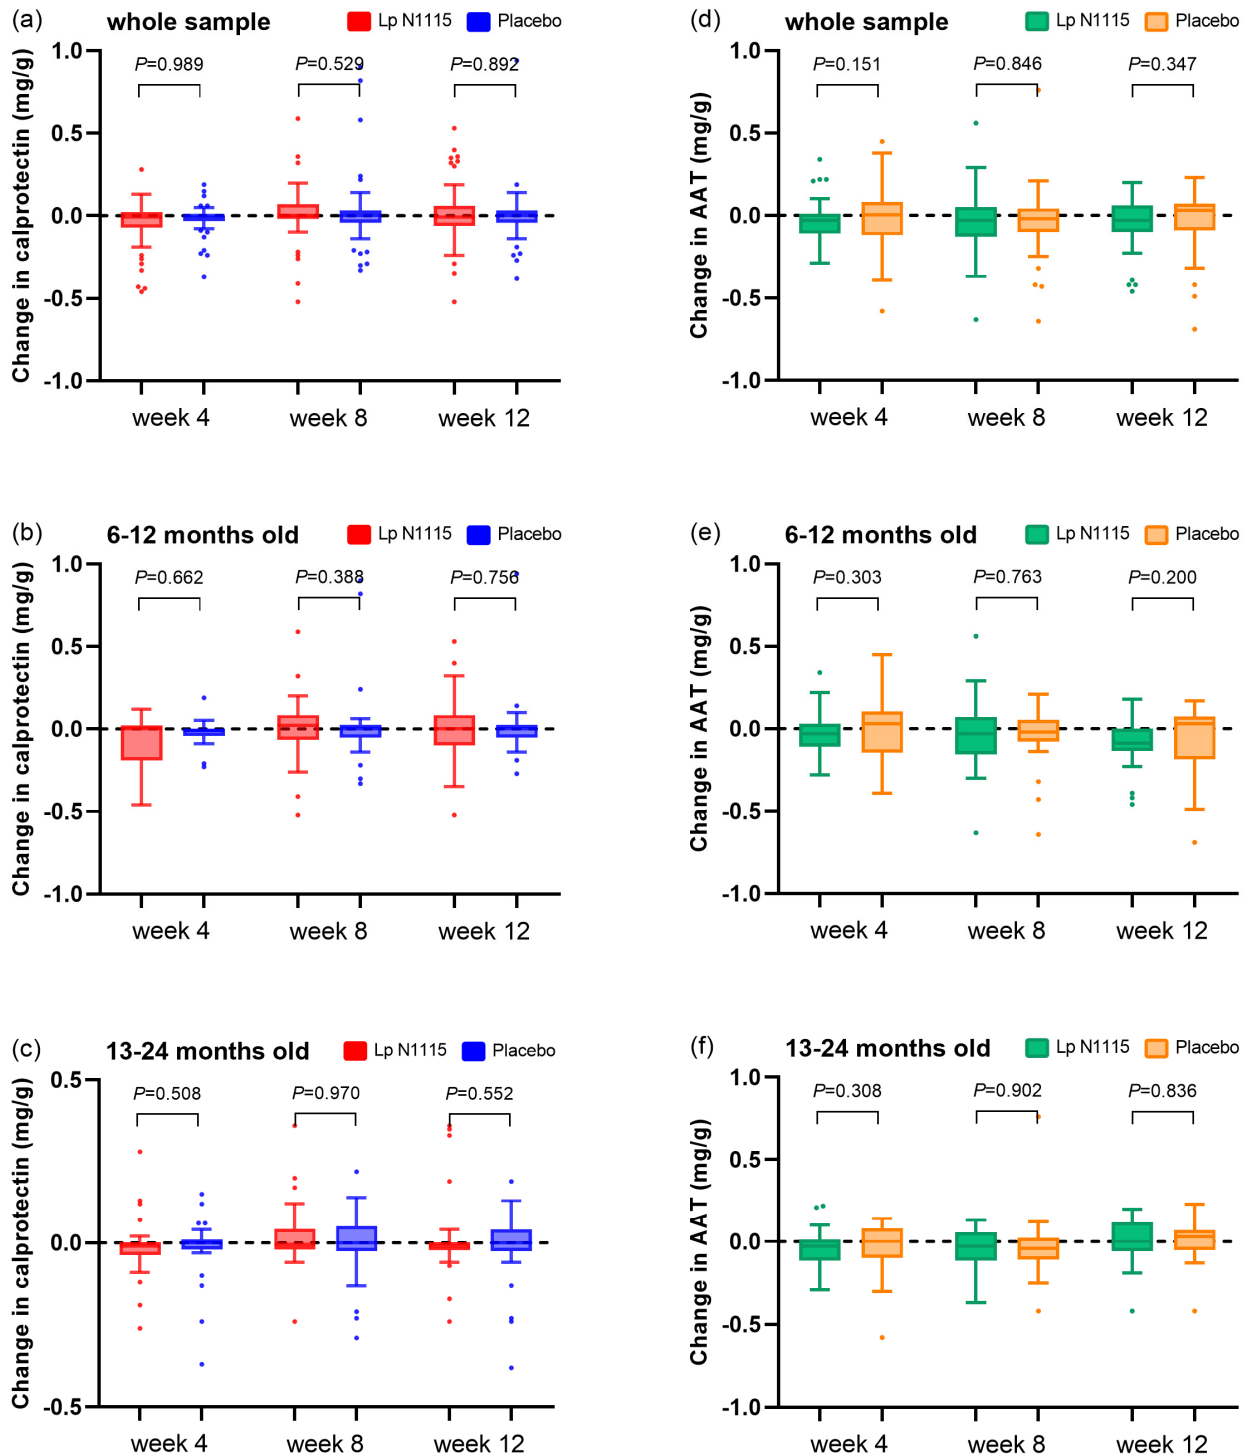 (a) whole sample Lp N1115 Placebo
1.0
P=0.989 P=0.529 P=0.892
0.5
0.0
-0.5
-1.0
Change in calprotectin (mg/g)
week 4 week 8 week 12
(d) whole sample Lp N1115 Placebo
1.0
P=0.151 P=0.846 P=0.347
0.5
0.0
-0.5
-1.0
Change in AAT (mg/g)
week 4 week 8 week 12
(b) 6-12 months old Lp N1115 Placebo
1.0
P=0.662 P=0.388 P=0.756
0.5
0.0
-0.5
-1.0
Change in calprotectin (mg/g)
week 4 week 8 week 12
(e) 6-12 months old Lp N1115 Placebo
1.0
P=0.303 P=0.763 P=0.200
0.5
0.0
-0.5
-1.0
Change in AAT (mg/g)
week 4 week 8 week 12
(c) 13-24 months old Lp N1115 Placebo
0.5
P=0.508 P=0.970 P=0.552
0.0
-0.5
Change in calprotectin (mg/g)
week 4 week 8 week 12
(f) 13-24 months old Lp N1115 Placebo
1.0
P=0.308 P=0.902 P=0.836
0.5
0.0
-0.5
-1.0
Change in AAT (mg/g)
week 4 week 8 week 12